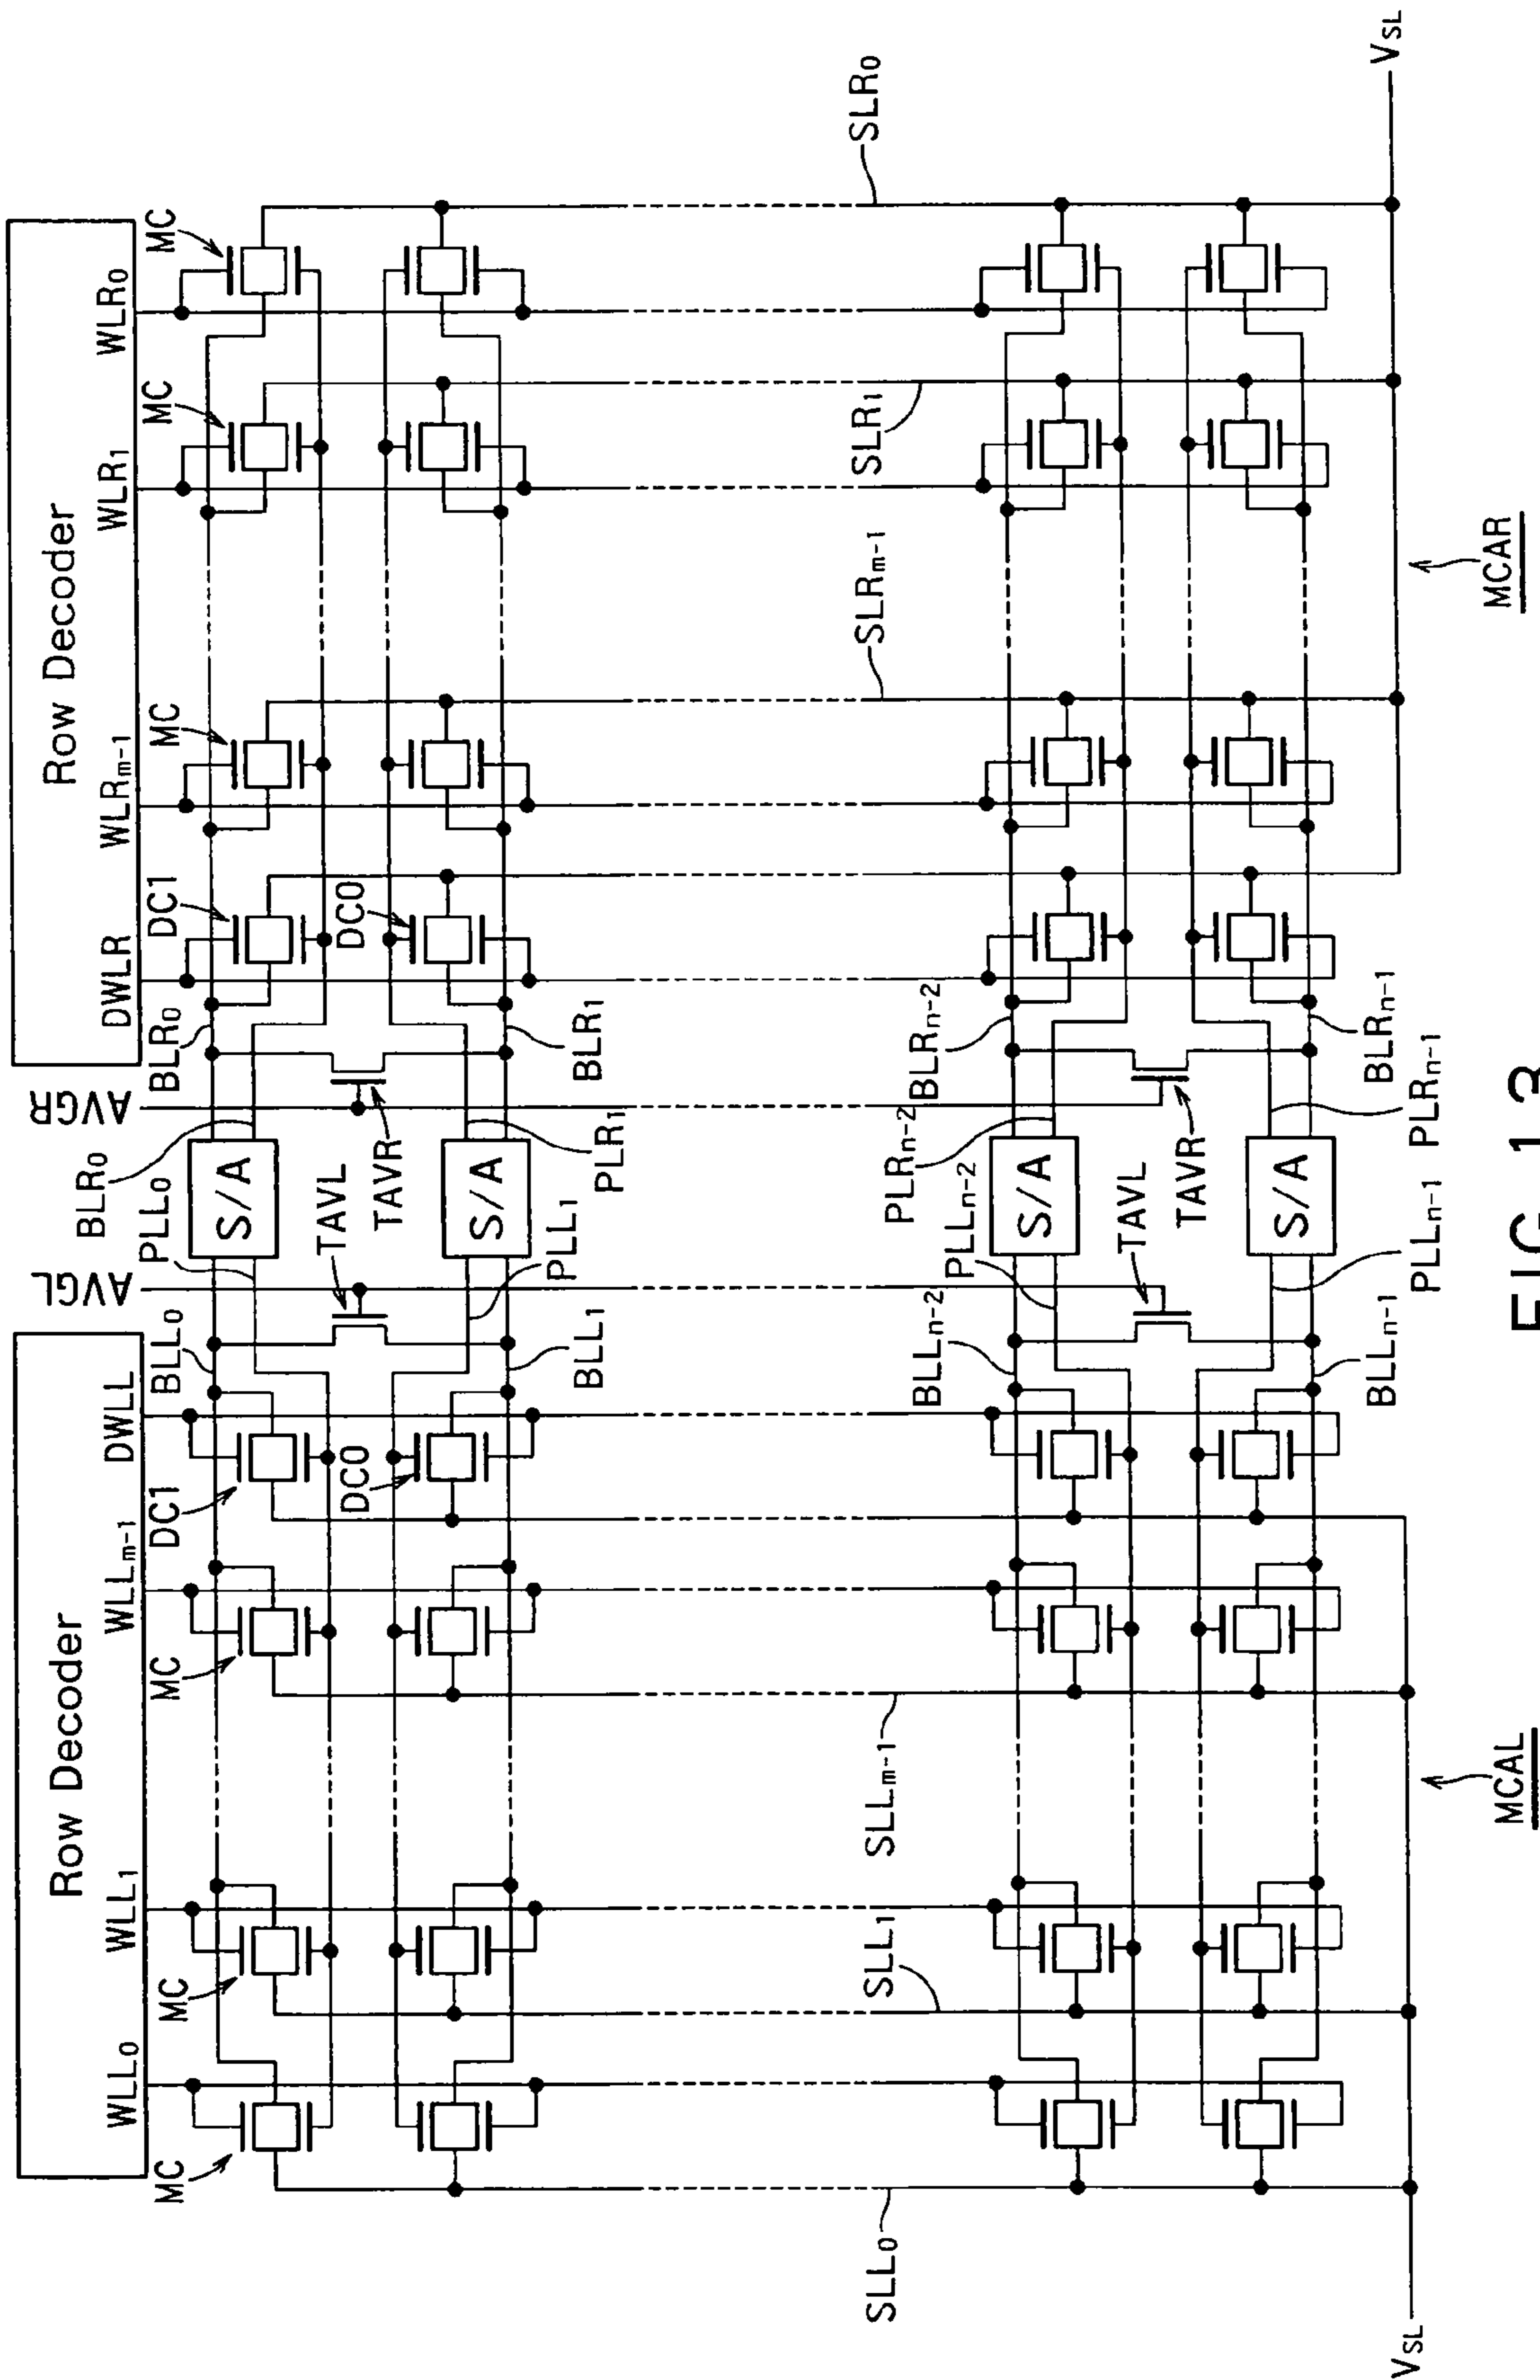 Row Decoder
Row Decoder
WLL0
WLL1
WLLm-1
DWLL
AVGL
AVGR
DWLR
WLRm-1
WLR1
WLR0
MC
MC
MC
DC1
BLL0
PLL0
BLR0
BLR0
DC1
MC
MC
MC
S/A
DC0
TAVL
TAVR
DC0
S/A
BLL1
PLL1
PLR1
BLR1
SLL0
SLL1
SLLm-1
SLRm-1
SLR1
SLR0
BLLn-2
PLLn-2
PLRn-2
BLRn-2
S/A
TAVL
TAVR
S/A
BLLn-1
PLLn-1
PLRn-1
BLRn-1
VSL
VSL
MCAL
MCAR
FIG. 13